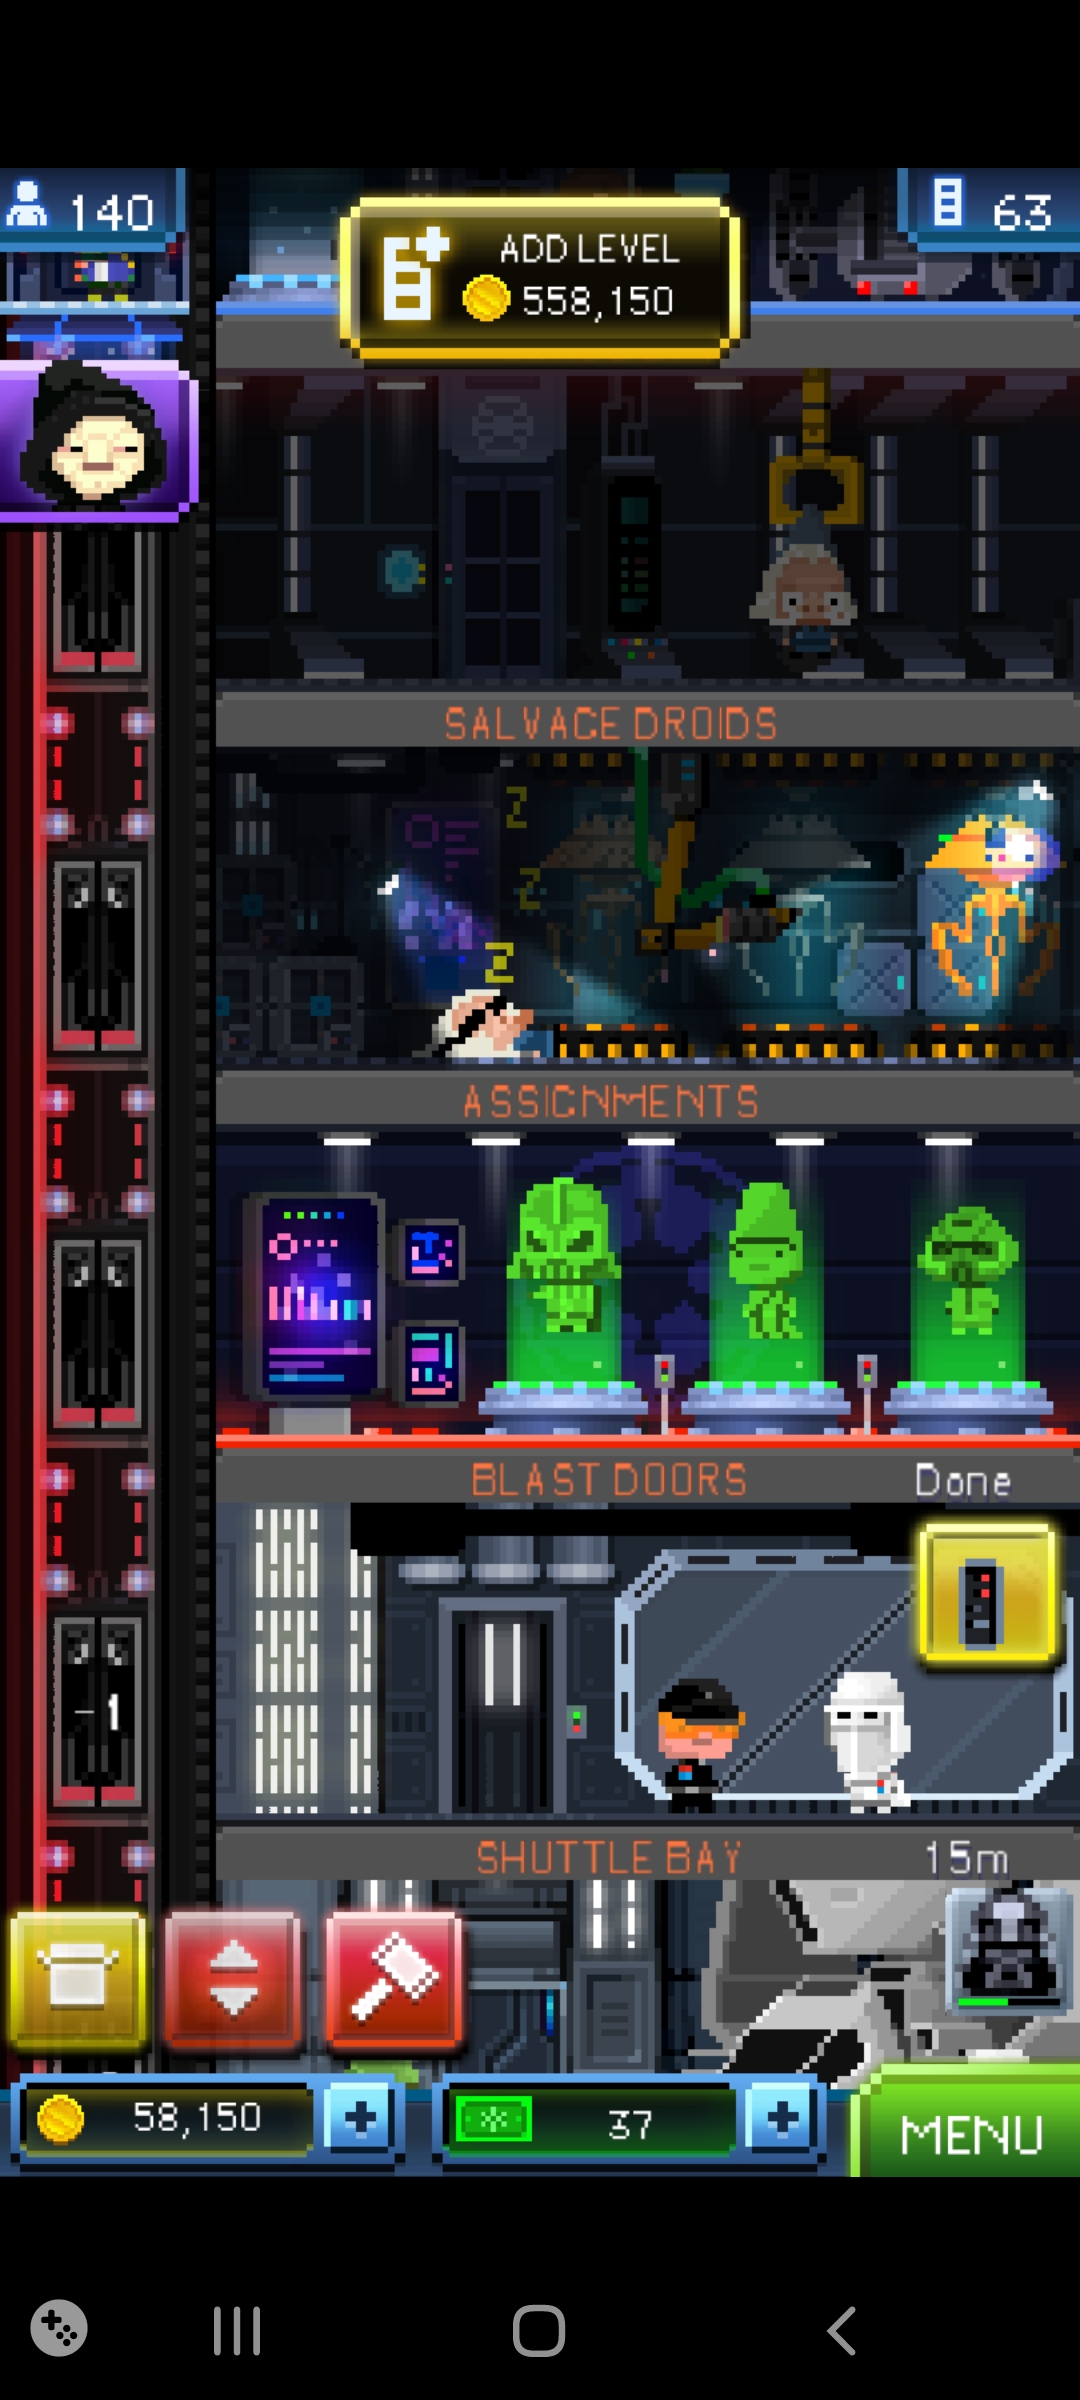 140
63
ADD LEVEL
558,150
SALVAGE DROIDS
Z
Z
Z
ASSIGNMENTS
BLAST DOORS Done
-1
SHUTTLE BAY 15m
58,150
37
MENU